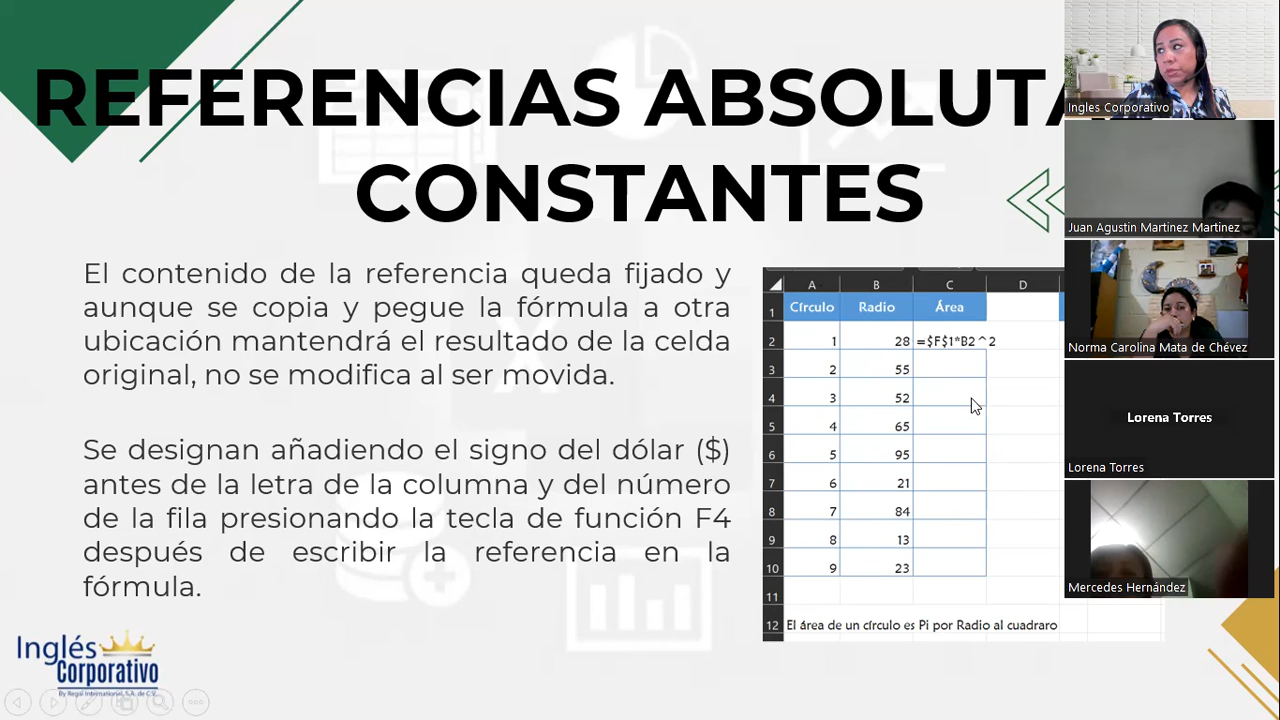 REFERENCIAS ABSOLUTA
CONSTANTES
El contenido de la referencia queda fijado y
aunque se copia y pegue la fórmula a otra
ubicación mantendrá el resultado de la celda
original, no se modifica al ser movida.
Se designan añadiendo el signo del dólar ($)
antes de la letra de la columna y del número
de la fila presionando la tecla de función F4
después de escribir la referencia en la
fórmula.
A B C D
1 Círculo Radio Área
2 1 28 =$F$1*B2^2
3 2 55
4 3 52
5 4 65
6 5 95
7 6 21
8 7 84
9 8 13
10 9 23
11
12 El área de un círculo es Pi por Radio al cuadraro
Ingles Corporativo
Juan Agustin Martinez Martinez
Norma Carolina Mata de Chévez
Lorena Torres
Lorena Torres
Mercedes Hernández
Inglés
Corporativo
By Regal International, S.A. de C.V.